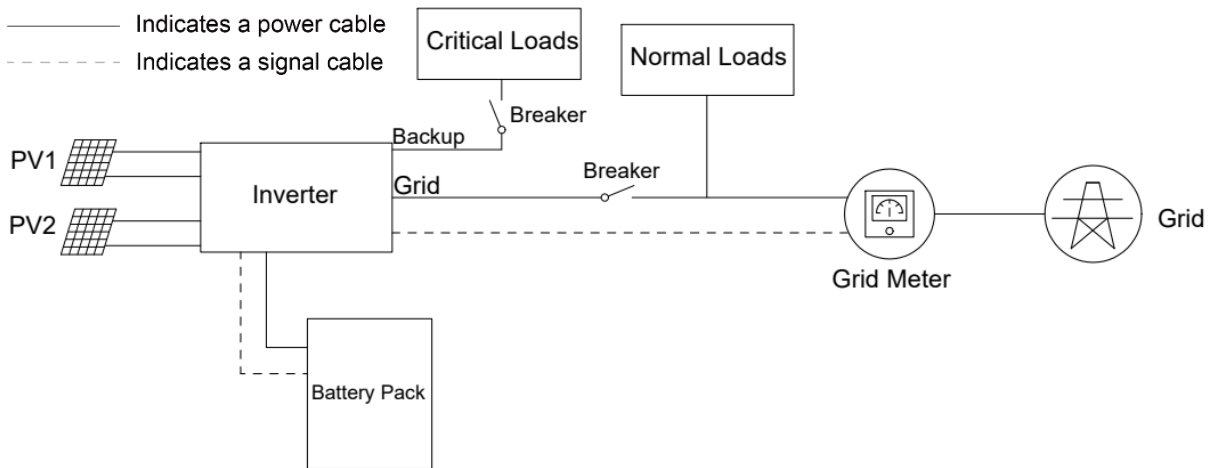 Indicates a power cable
Indicates a signal cable
Critical Loads
Normal Loads
Breaker
Backup
PV1
Breaker
Inverter
Grid
PV2
Grid
Grid Meter
Battery Pack